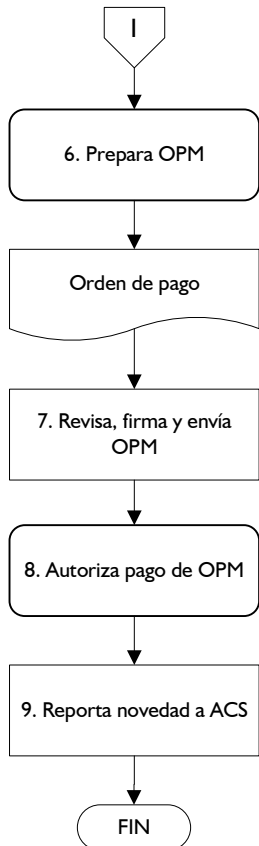 I
6. Prepara OPM
Orden de pago
7. Revisa, firma y envía
OPM
8. Autoriza pago de OPM
9. Reporta novedad a ACS
FIN